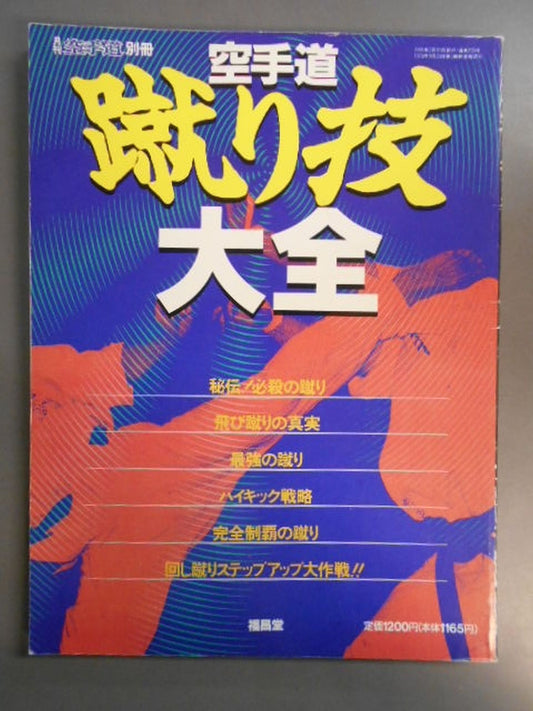 月刊空手道別冊
空手道
蹴り技
大全
秘伝!必殺の蹴り
飛び蹴りの真実
最強の蹴り
ハイキック戦略
完全制覇の蹴り
回し蹴りステップアップ大作戦!!
福昌堂
定価1200円(本体1165円)